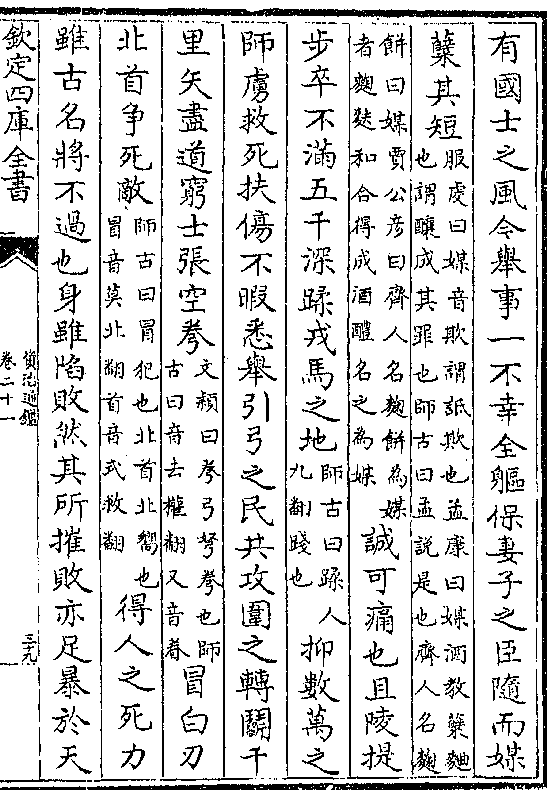 有國士之風今舉事一不幸全軀保妻子之臣隨而媒
糵其短服虔曰媒音欺謂詆欺也孟康曰媒酒教糵麴也謂釀成其罪也師古曰孟說是也齊人名麴
餅曰媒賈公彦曰齊人名麴餅為媒者麴麩和合得成酒醴名之為媒誠可痛也且陵提
步卒不滿五千深蹂戎馬之地師古曰蹂人九翻踐也抑數萬之
師虜救死扶傷不暇悉舉引弓之民共攻圍之轉鬭千
里矢盡道窮士張空弮文穎曰弮弓弩弮也師古曰音去權翻又音眷冒白刃
北首争死敵師古曰冒犯也北首北嚮也冒音莫北翻首音式救翻得人之死力
雖古名將不過也身雖陷敗然其所摧敗亦足暴於天
欽定四庫全書
資治通鑑
卷二十一
三九